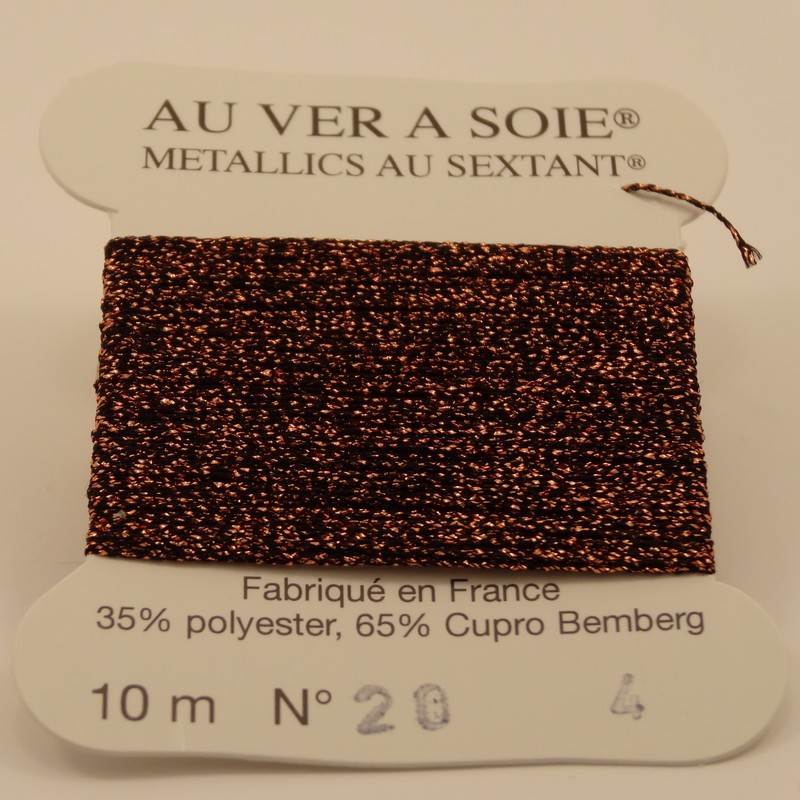 AU VER A SOIE®
METALLICS AU SEXTANT®
Fabriqué en France
35% polyester, 65% Cupro Bemberg
10 m N° 20 4